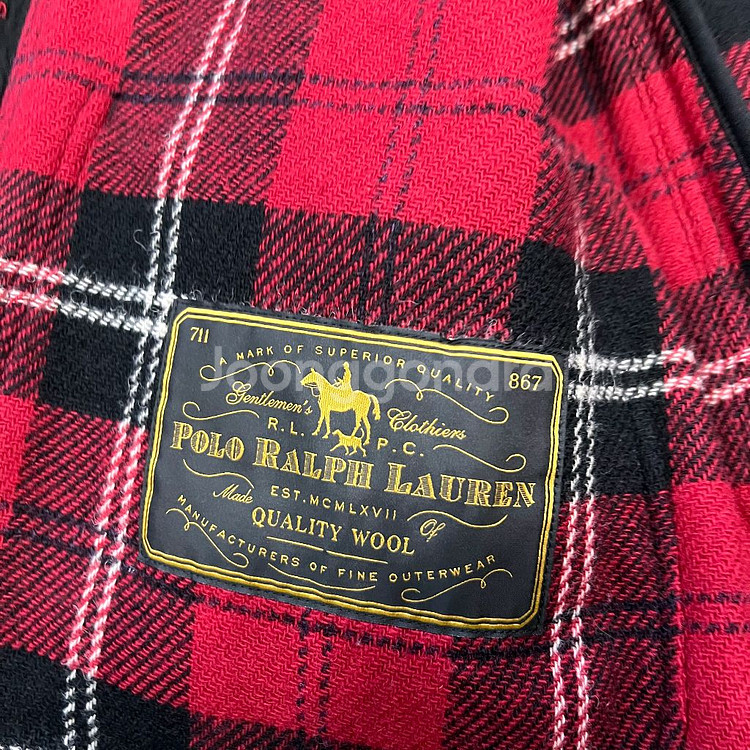 711
A MARK OF SUPERIOR QUALITY
867
Joonggonara
Gentlemen's Clothiers
R.L. P.C.
POLO RALPH LAUREN
EST. MCMLXVII
Made Of
QUALITY WOOL
MANUFACTURERS OF FINE OUTERWEAR